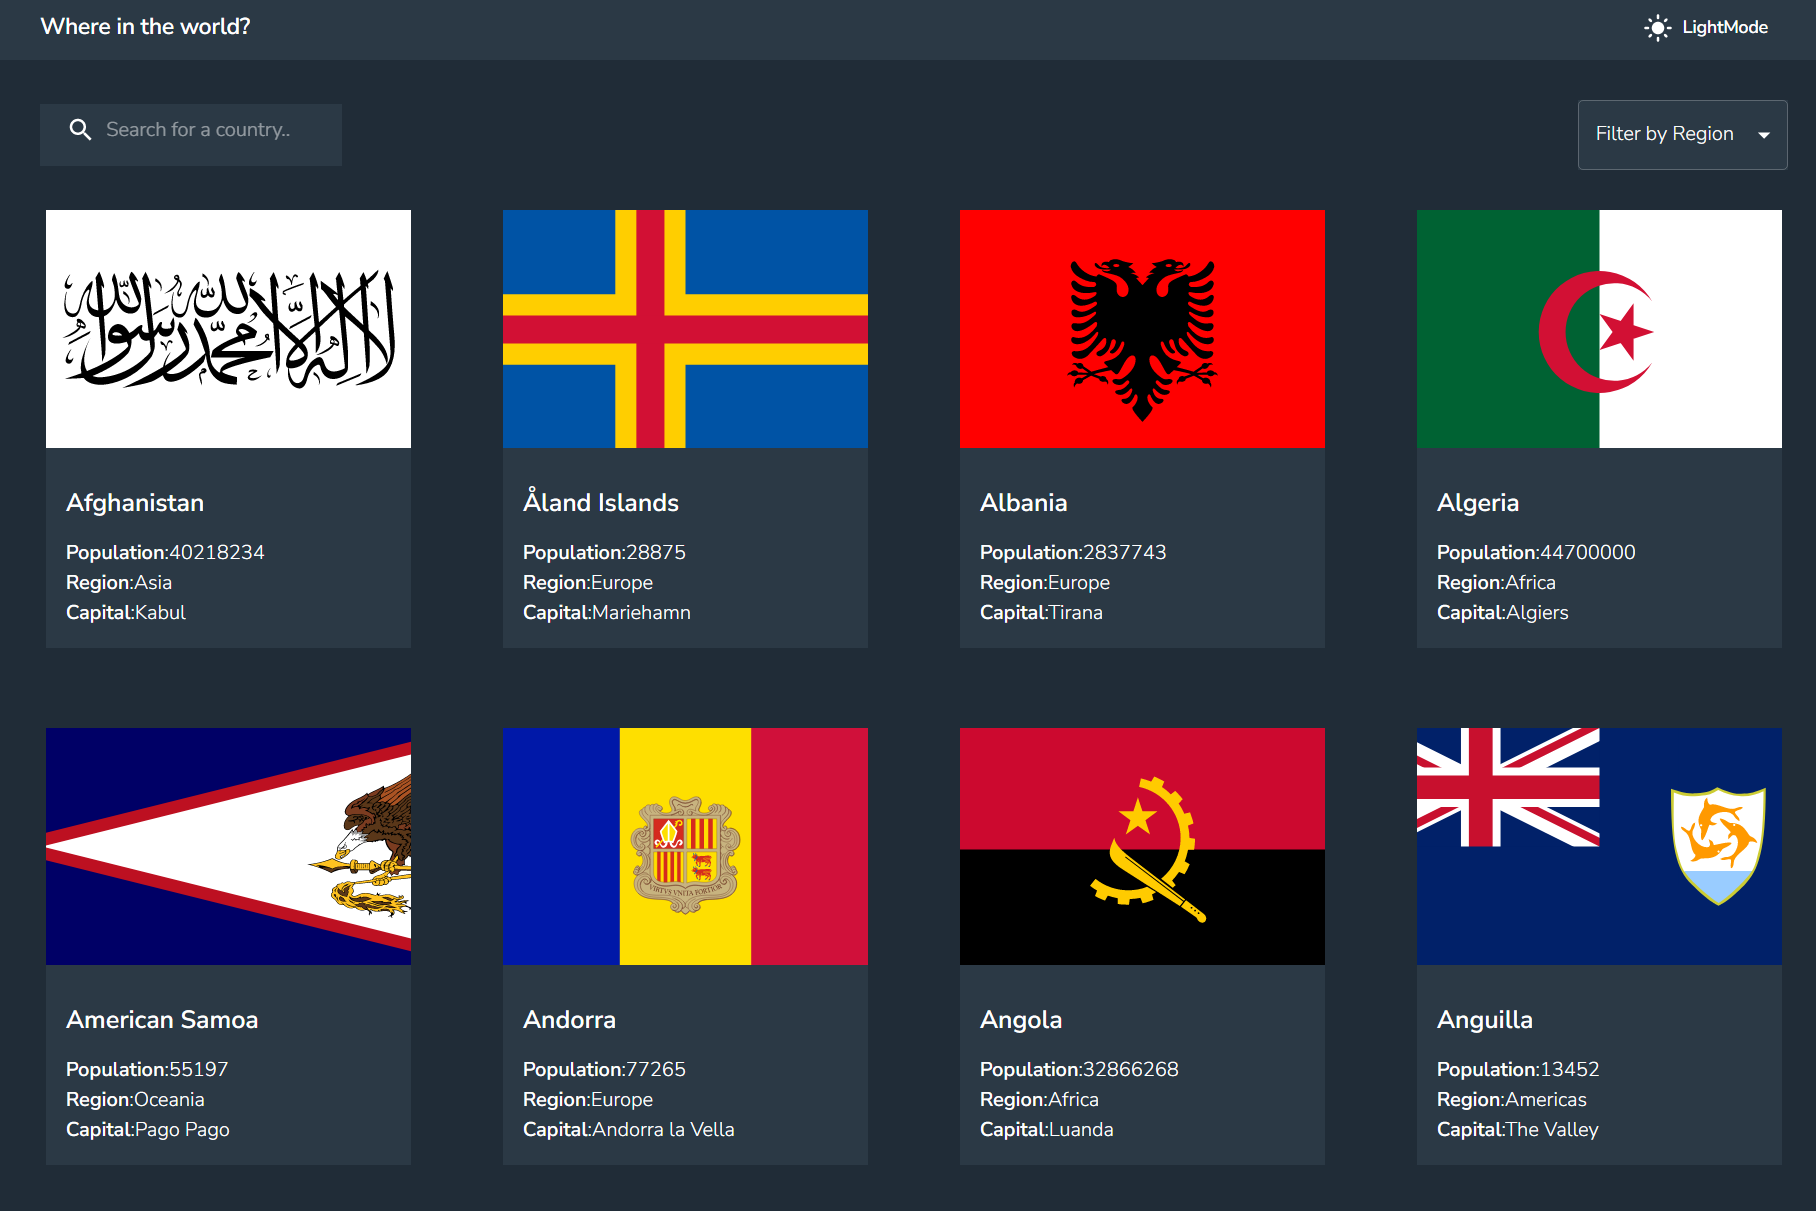 Where in the world?
LightMode
Search for a country..
Filter by Region
لا إله إلا الله محمد رسول الله
Afghanistan
Population:40218234
Region:Asia
Capital:Kabul
Åland Islands
Population:28875
Region:Europe
Capital:Mariehamn
Albania
Population:2837743
Region:Europe
Capital:Tirana
Algeria
Population:44700000
Region:Africa
Capital:Algiers
VIRTVS VNITA FORTIOR
American Samoa
Population:55197
Region:Oceania
Capital:Pago Pago
Andorra
Population:77265
Region:Europe
Capital:Andorra la Vella
Angola
Population:32866268
Region:Africa
Capital:Luanda
Anguilla
Population:13452
Region:Americas
Capital:The Valley